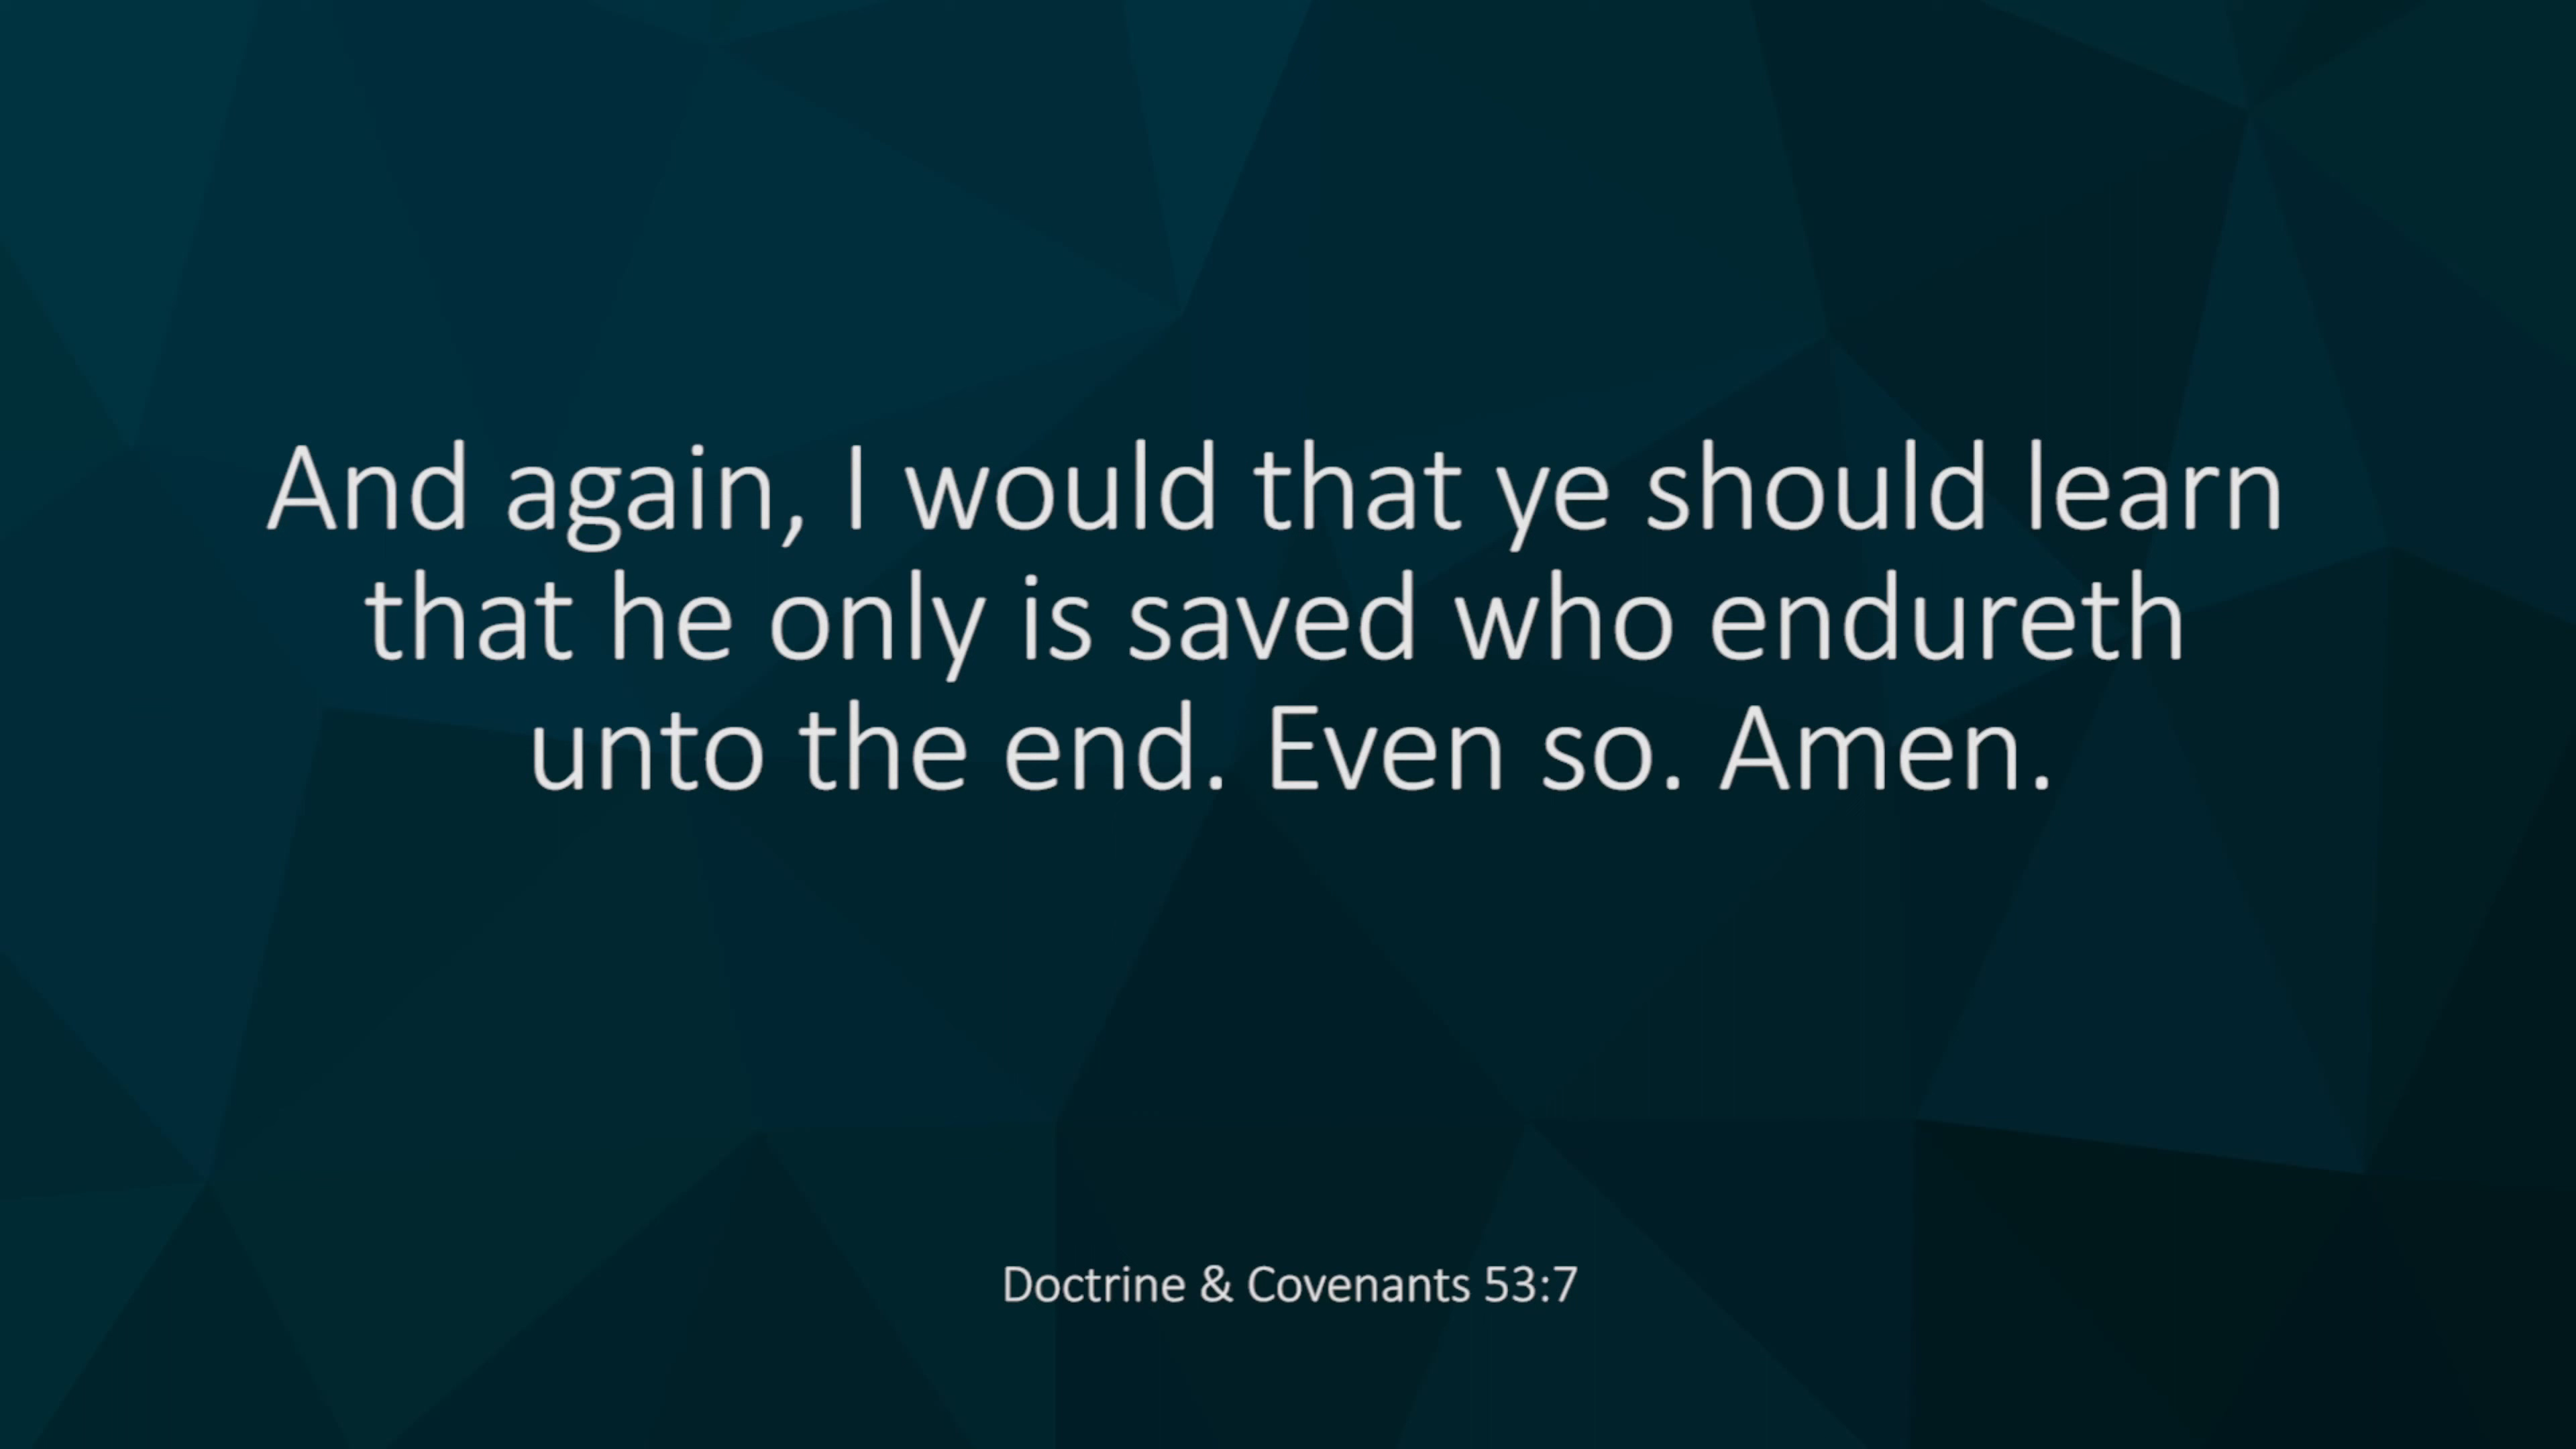 And again, I would that ye should learn
that he only is saved who endureth
unto the end. Even so. Amen.
Doctrine & Covenants 53:7